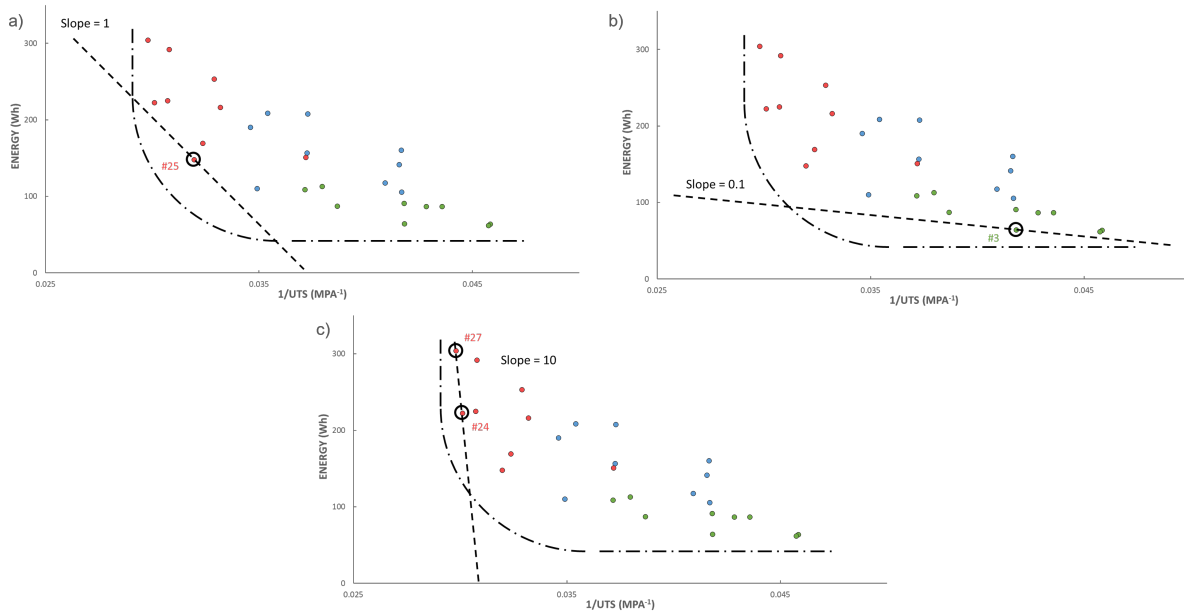 a)
Slope = 1
300
200
100
0
ENERGY (Wh)
#25
0.025
0.035
0.045
1/UTS (MPA⁻¹)
b)
300
200
100
0
ENERGY (Wh)
Slope = 0.1
#3
0.025
0.035
0.045
1/UTS (MPA⁻¹)
c)
#27
Slope = 10
300
200
100
0
ENERGY (Wh)
#24
0.025
0.035
0.045
1/UTS (MPA⁻¹)